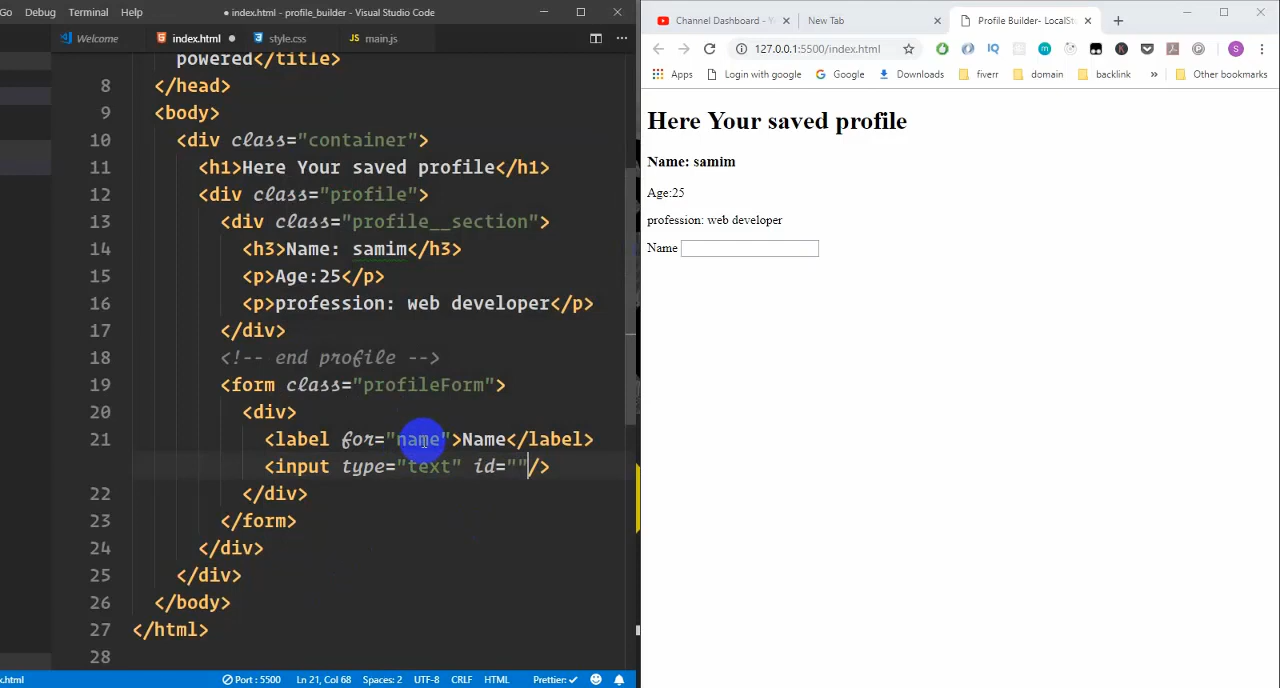 Go Debug Terminal Help ● index.html - profile_builder - Visual Studio Code
Welcome index.html ● style.css JS main.js ...
powered</title>
8 </head>
9 <body>
10 <div class="container">
11 <h1>Here Your saved profile</h1>
12 <div class="profile">
13 <div class="profile__section">
14 <h3>Name: samim</h3>
15 <p>Age:25</p>
16 <p>profession: web developer</p>
17 </div>
18 <!-- end profile -->
19 <form class="profileForm">
20 <div>
21 <label for="name">Name</label>
<input type="text" id=""/>
22 </div>
23 </form>
24 </div>
25 </div>
26 </body>
27 </html>
28
x.html Port : 5500 Ln 21, Col 68 Spaces: 2 UTF-8 CRLF HTML Prettier: ✓
Channel Dashboard - New Tab Profile Builder- LocalSt
127.0.0.1:5500/index.html IQ S
Apps Login with google Google Downloads fiverr domain backlink » Other bookmarks
Here Your saved profile
Name: samim
Age:25
profession: web developer
Name